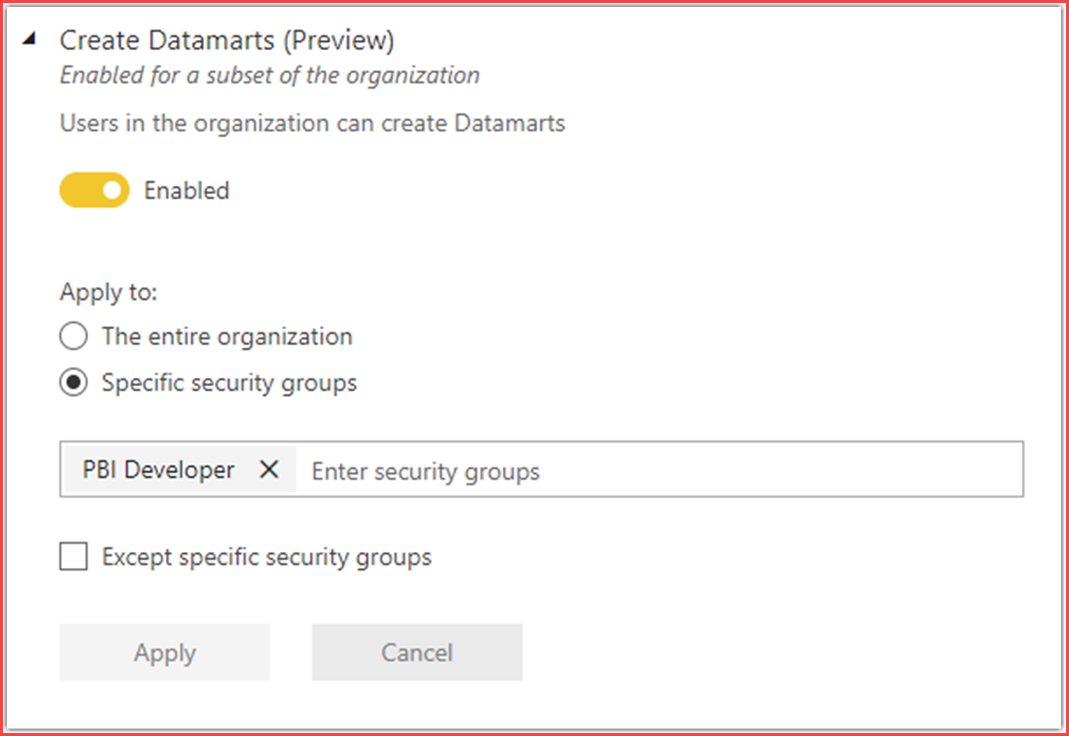 Create Datamarts (Preview)
Enabled for a subset of the organization
Users in the organization can create Datamarts
Enabled
Apply to:
The entire organization
Specific security groups
PBI Developer Enter security groups
Except specific security groups
Apply Cancel